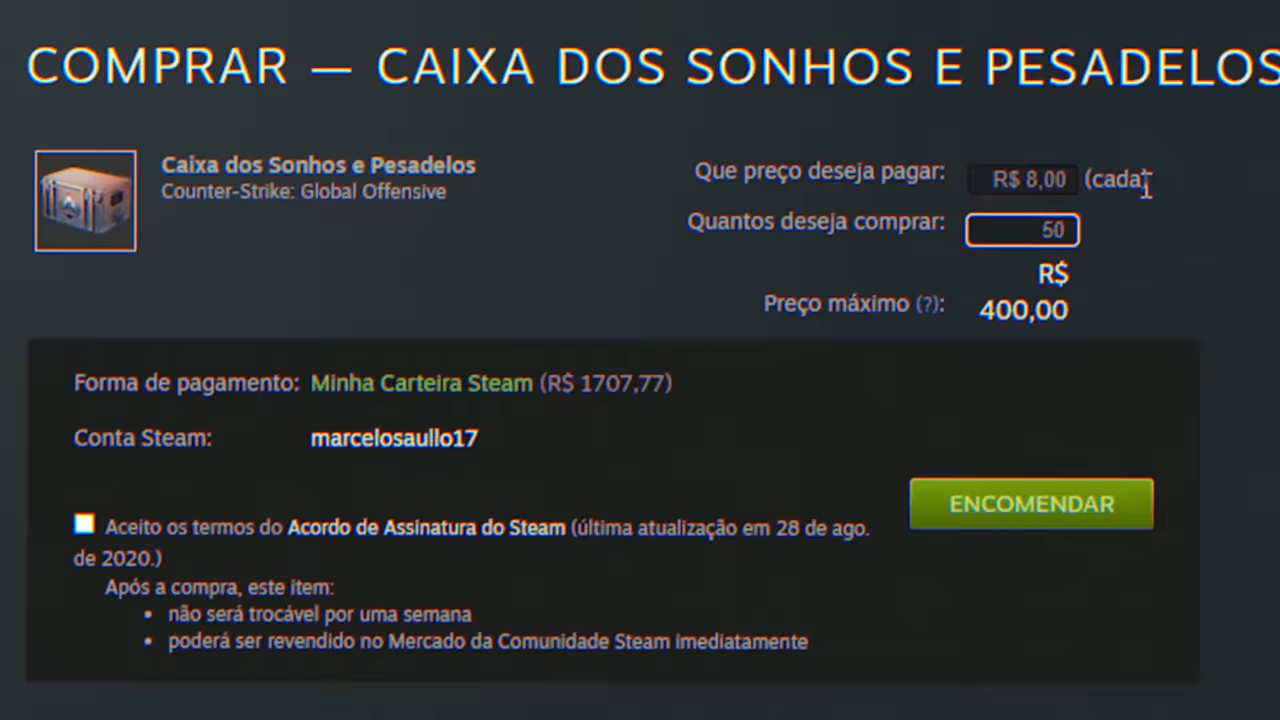 COMPRAR — CAIXA DOS SONHOS E PESADELOS
Caixa dos Sonhos e Pesadelos
Counter-Strike: Global Offensive
Que preço deseja pagar: R$ 8,00 (cada)
Quantos deseja comprar: 50
R$
Preço máximo (?): 400,00
Forma de pagamento: Minha Carteira Steam (R$ 1707,77)
Conta Steam: marcelosaullo17
ENCOMENDAR
Aceito os termos do Acordo de Assinatura do Steam (última atualização em 28 de ago.
de 2020.)
Após a compra, este item:
• não será trocável por uma semana
• poderá ser revendido no Mercado da Comunidade Steam imediatamente